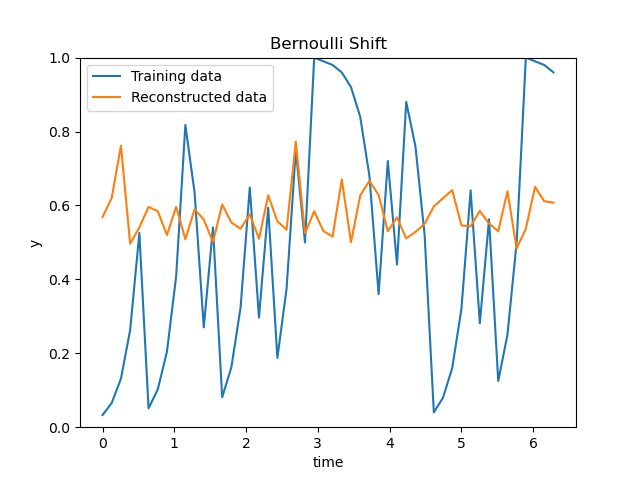 Bernoulli Shift
Training data
Reconstructed data
y
1.0
0.8
0.6
0.4
0.2
0.0
0 1 2 3 4 5 6
time